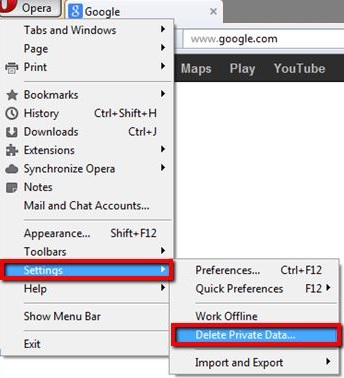 Opera
Google
Tabs and Windows
www.google.com
Page
Print
Maps Play YouTube
Bookmarks
History Ctrl+Shift+H
Downloads Ctrl+J
Extensions
Synchronize Opera
Notes
Mail and Chat Accounts...
Appearance... Shift+F12
Toolbars
Settings
Help
Show Menu Bar
Exit
Preferences... Ctrl+F12
Quick Preferences F12
Work Offline
Delete Private Data...
Import and Export